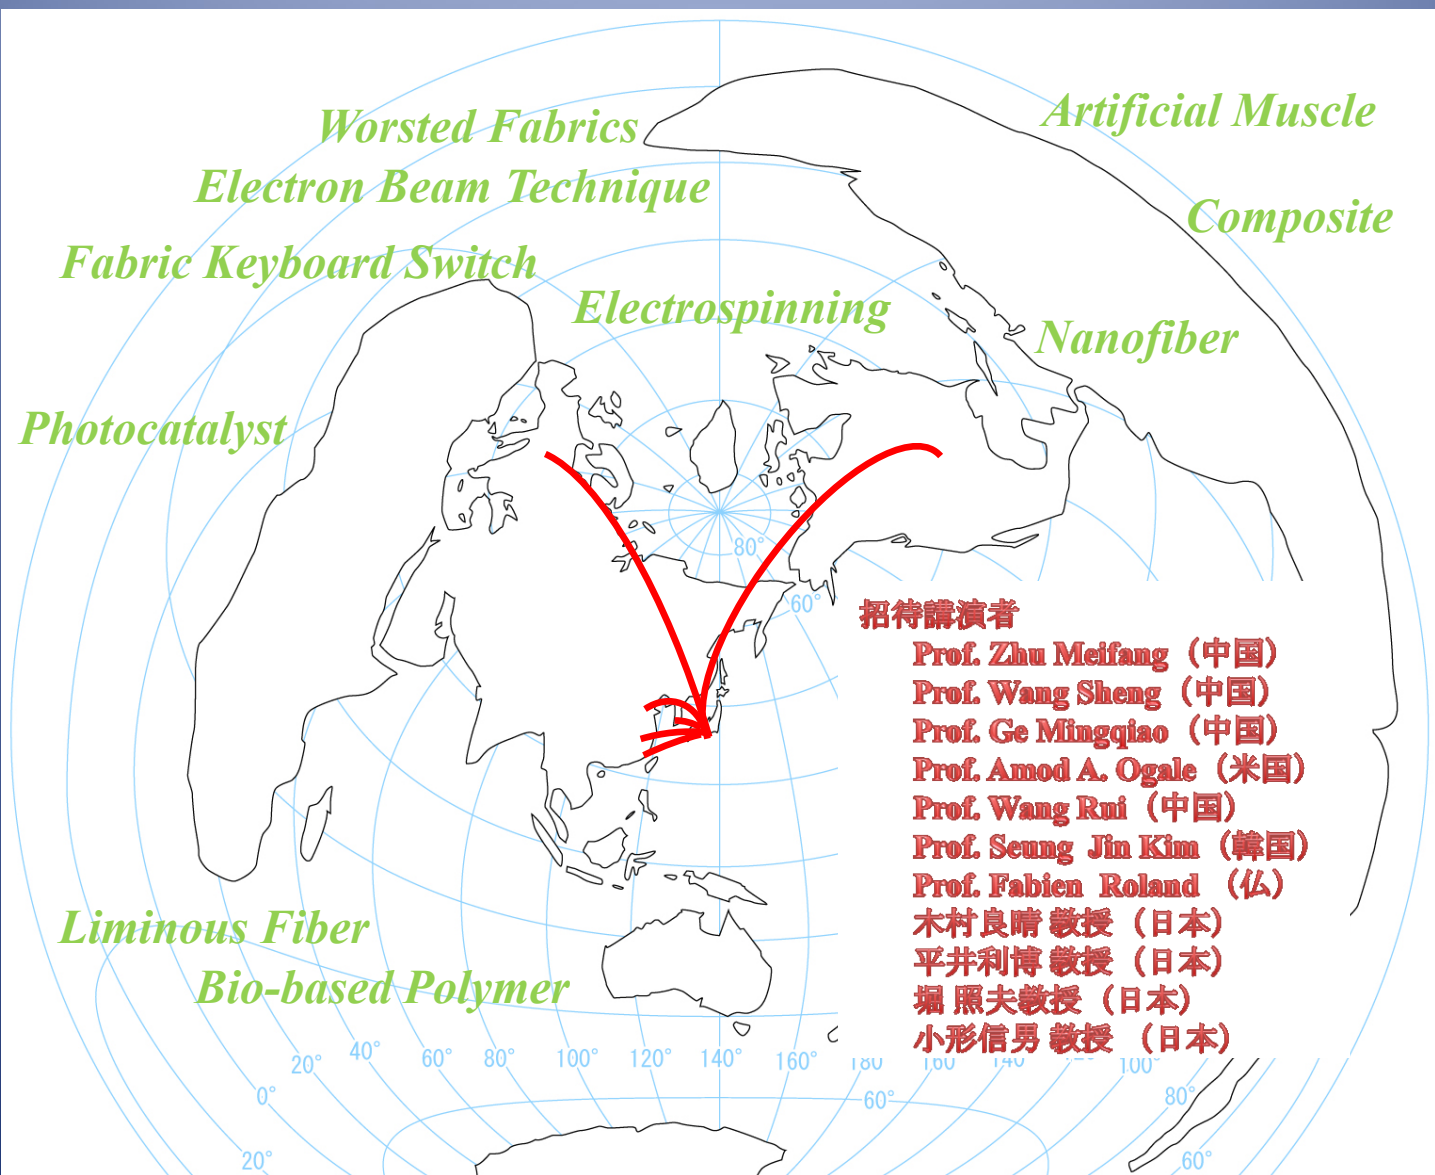 Worsted Fabrics
Artificial Muscle
Electron Beam Technique
Composite
Fabric Keyboard Switch
Electrospinning
Nanofiber
Photocatalyst
80°
60°
招待講演者
Prof. Zhu Meifang（中国）
Prof. Wang Sheng（中国）
Prof. Ge Mingqiao（中国）
Prof. Amod A. Ogale（米国）
Prof. Wang Rui（中国）
Prof. Seung Jin Kim（韓国）
Prof. Fabien Roland （仏）
木村良晴 教授（日本）
平井利博 教授（日本）
堀 照夫教授（日本）
小形信男 教授 （日本）
Liminous Fiber
Bio-based Polymer
20° 40° 60° 80° 100° 120° 140° 160° 180 160 140 120 100°
0° 60° 80°
20° 60°